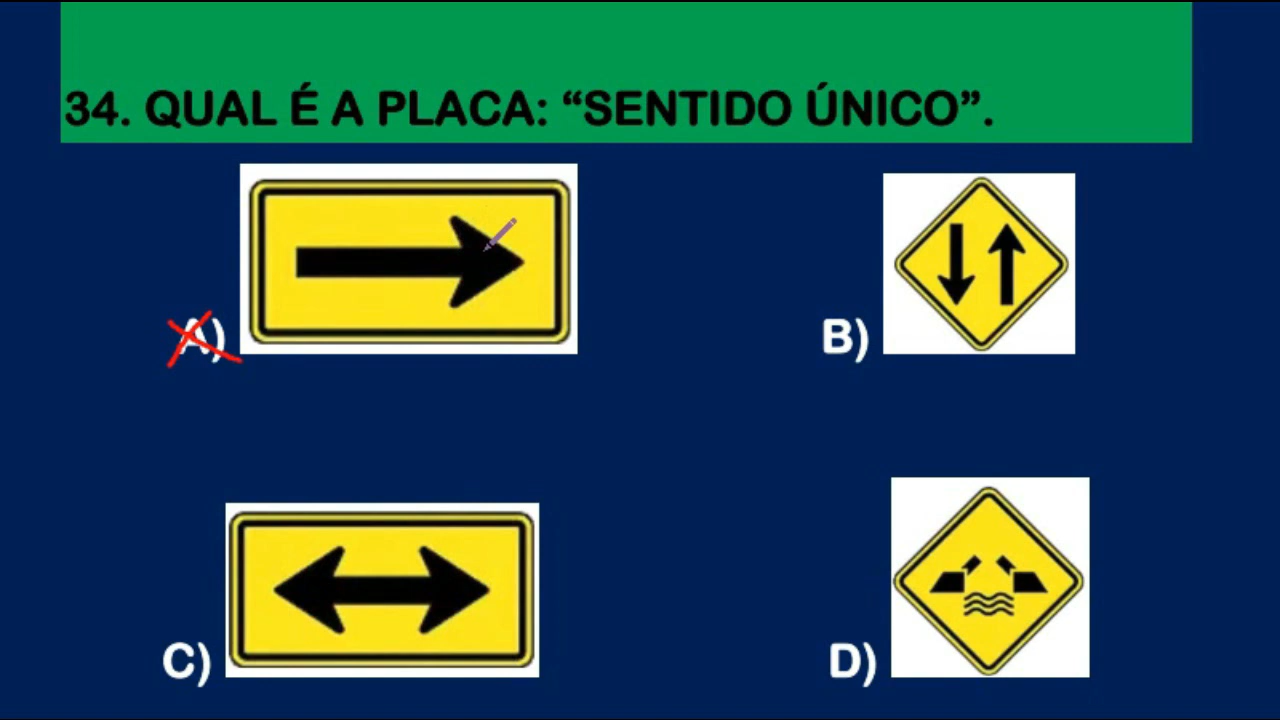 34. QUAL É A PLACA: “SENTIDO ÚNICO”.
A)
B)
C)
D)